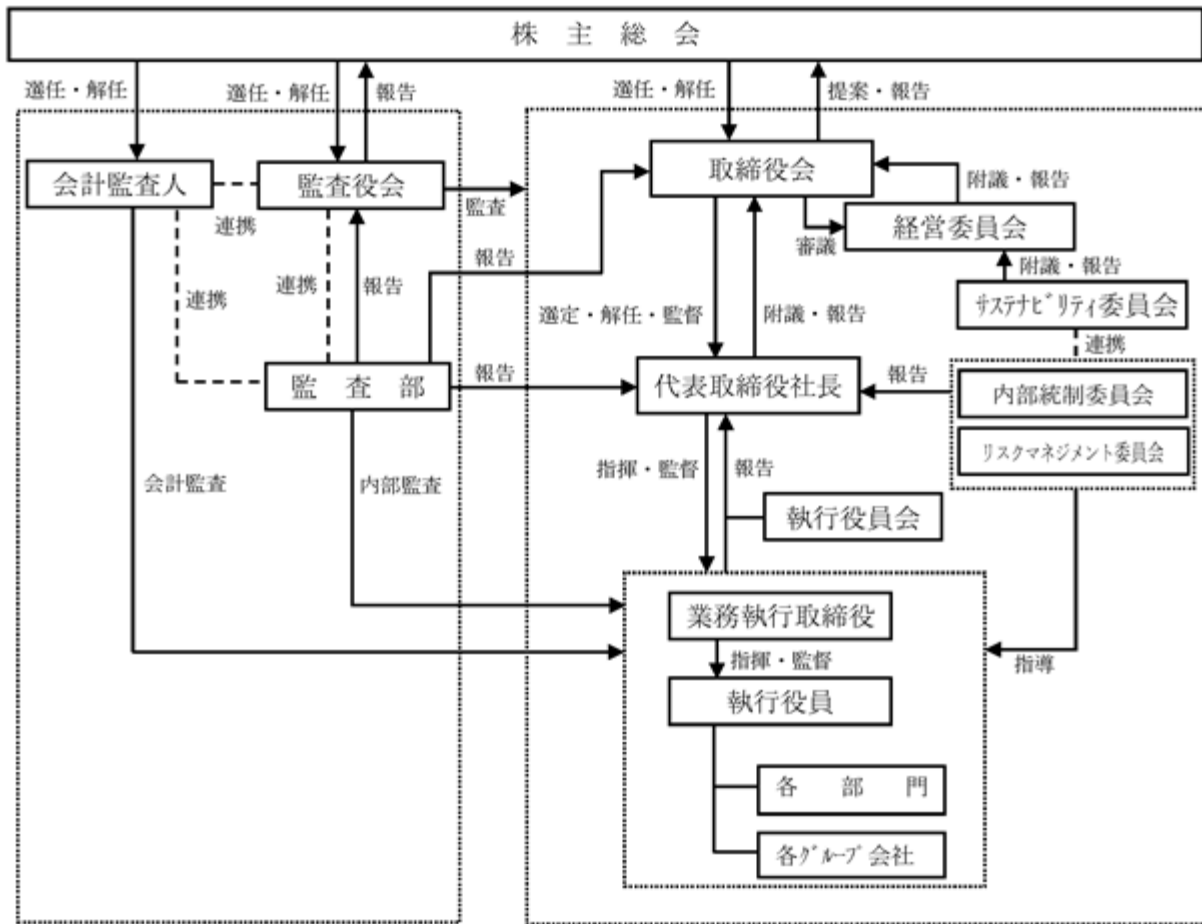 株主総会
選任・解任
選任・解任
報告
選任・解任
提案・報告
会計監査人
監査役会
取締役会
監査
附議・報告
連携
経営委員会
審議
報告
連携
連携
報告
附議・報告
サステナビリティ委員会
選定・解任・監督
附議・報告
連携
監査部
報告
代表取締役社長
報告
内部統制委員会
リスクマネジメント委員会
会計監査
内部監査
指揮・監督
報告
執行役員会
業務執行取締役
指揮・監督
指導
執行役員
各部門
各グループ会社